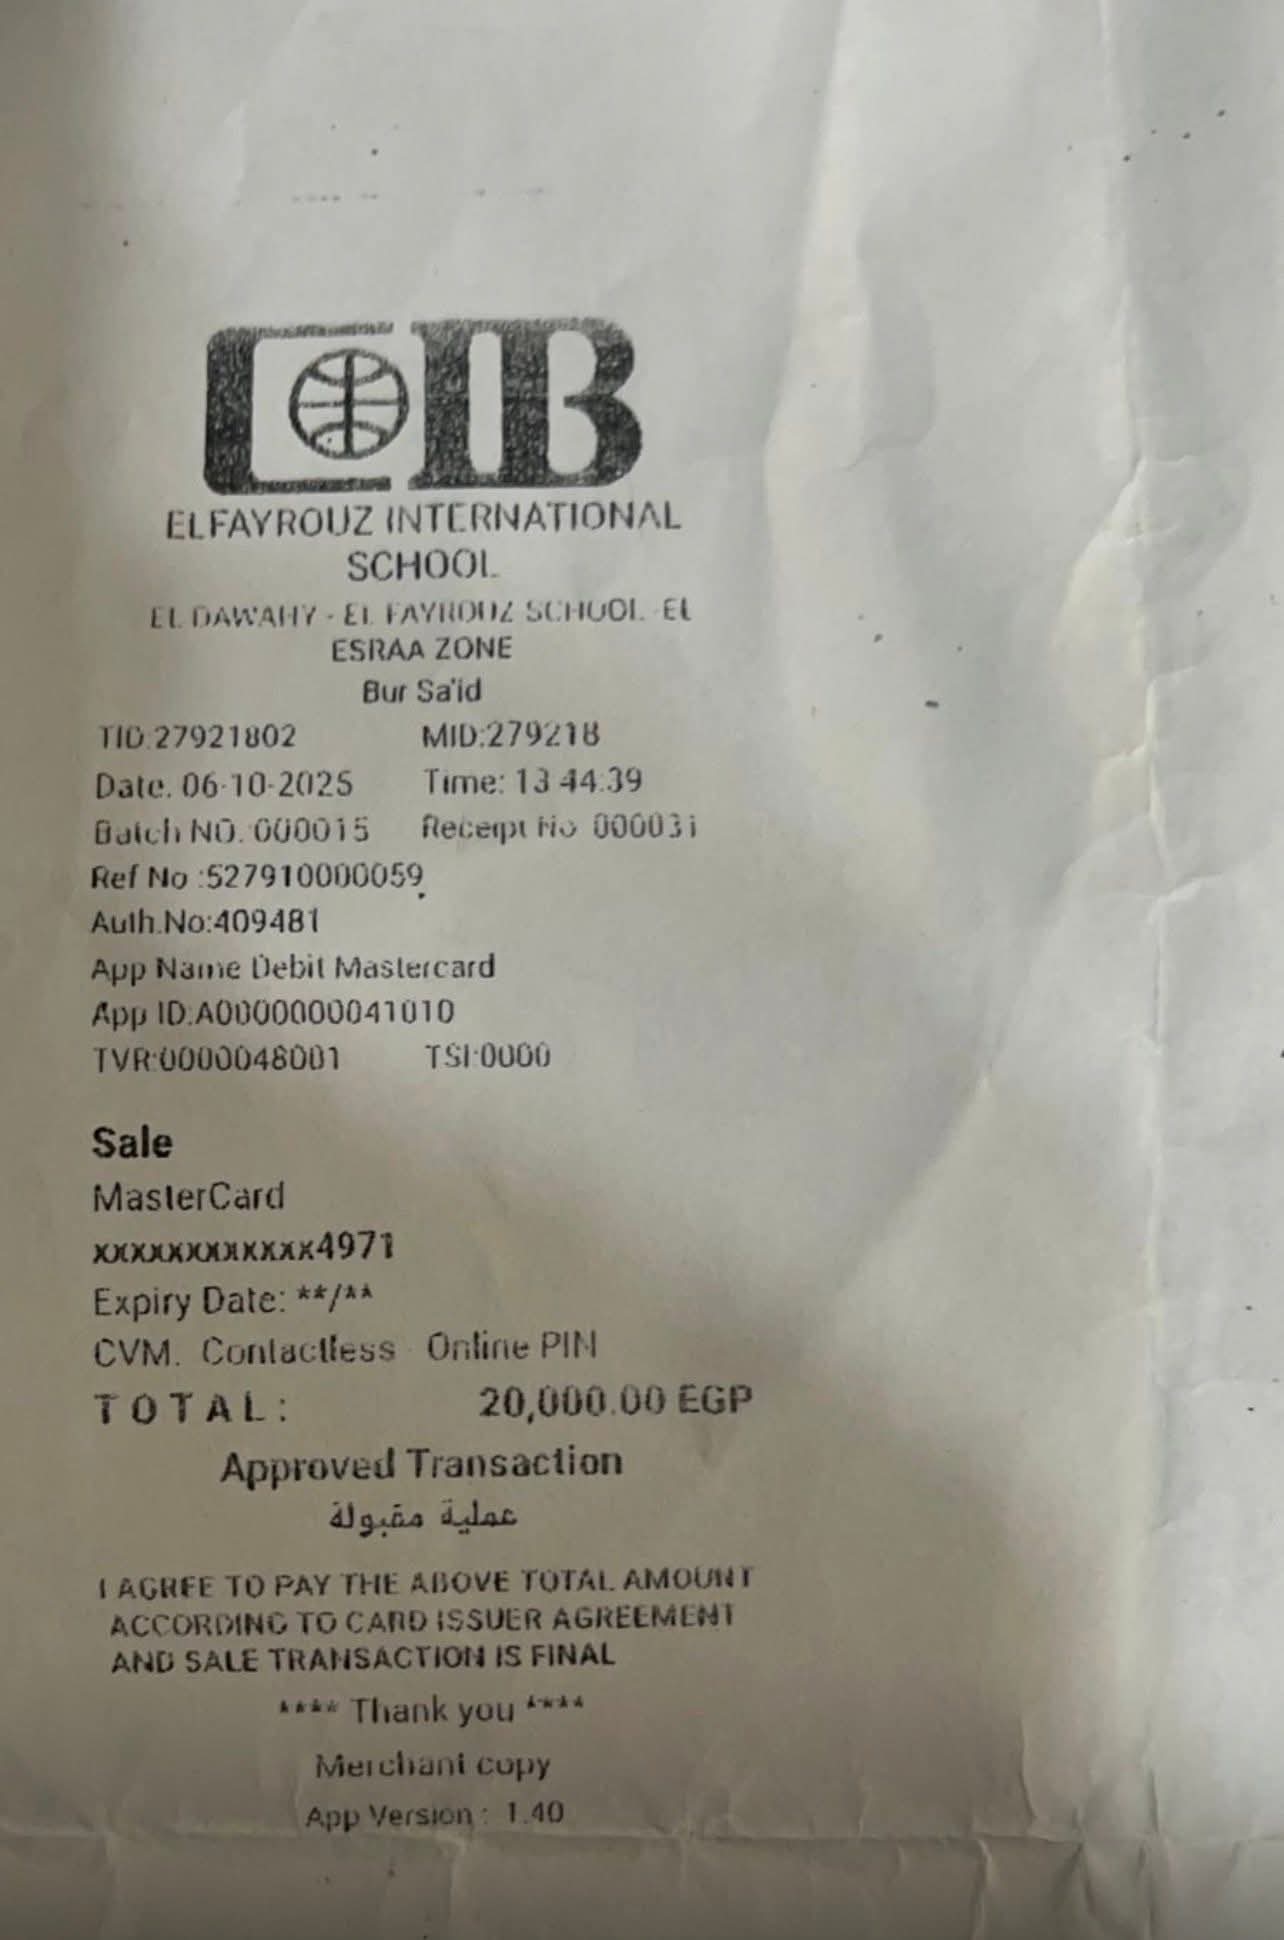 CIB
ELFAYROUZ INTERNATIONAL
SCHOOL
EL DAWAHY - EL FAYROUZ SCHOOL EL
ESRAA ZONE
Bur Sa'id
TID:27921802 MID:279218
Date: 06-10-2025 Time: 13:44:39
Batch NO.:000015 Receipt No 000031
Ref No :527910000059
Auth.No:409481
App Name Debit Mastercard
App ID:A0000000041010
TVR:0000048001 TSI:0000
Sale
MasterCard
xxxxxxxxxxxx4971
Expiry Date: **/**
CVM. Contactless Online PIN
TOTAL: 20,000.00 EGP
Approved Transaction
عملية مقبولة
I AGREE TO PAY THE ABOVE TOTAL AMOUNT
ACCORDING TO CARD ISSUER AGREEMENT
AND SALE TRANSACTION IS FINAL
**** Thank you ****
Merchant copy
App Version : 1.40